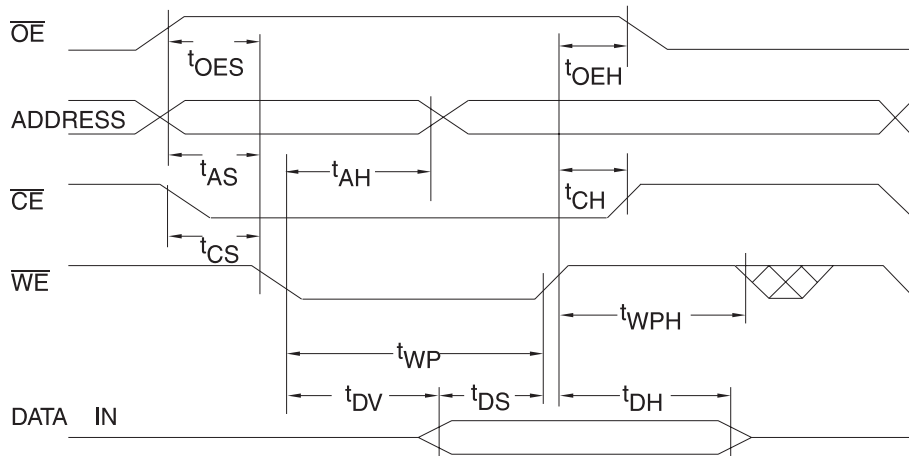 OE
tOES
tOEH
ADDRESS
tAS
tAH
tCH
CE
tCS
WE
tWPH
tWP
tDV
tDS
tDH
DATA IN